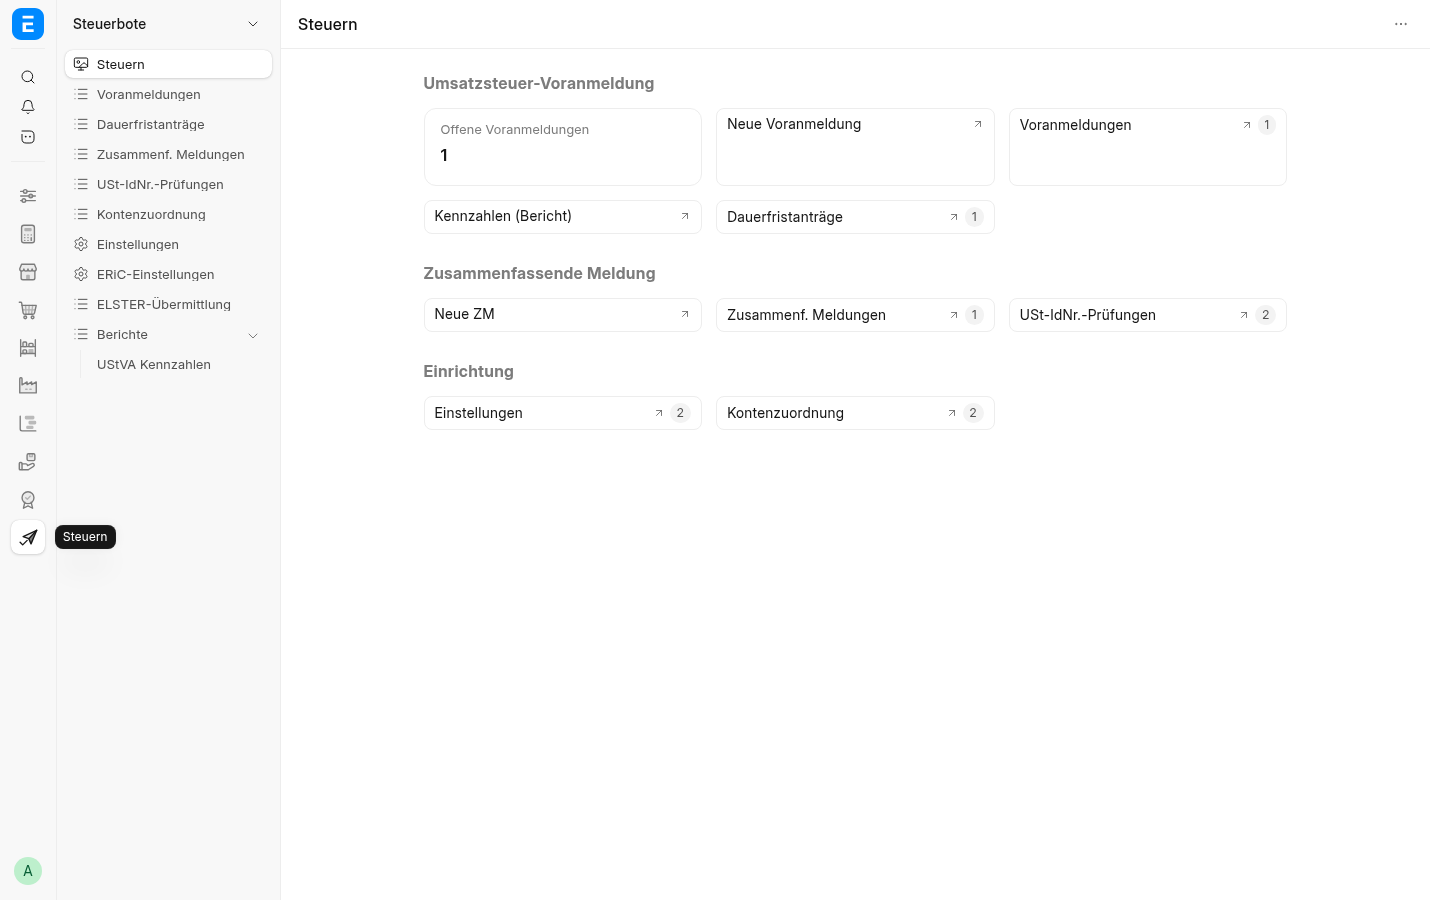 Steuerbote
Steuern
Voranmeldungen
Dauerfristanträge
Zusammenf. Meldungen
USt-IdNr.-Prüfungen
Kontenzuordnung
Einstellungen
ERiC-Einstellungen
ELSTER-Übermittlung
Berichte
UStVA Kennzahlen
Steuern
A
Steuern
Umsatzsteuer-Voranmeldung
Offene Voranmeldungen
1
Neue Voranmeldung
Voranmeldungen 1
Kennzahlen (Bericht)
Dauerfristanträge 1
Zusammenfassende Meldung
Neue ZM
Zusammenf. Meldungen 1
USt-IdNr.-Prüfungen 2
Einrichtung
Einstellungen 2
Kontenzuordnung 2